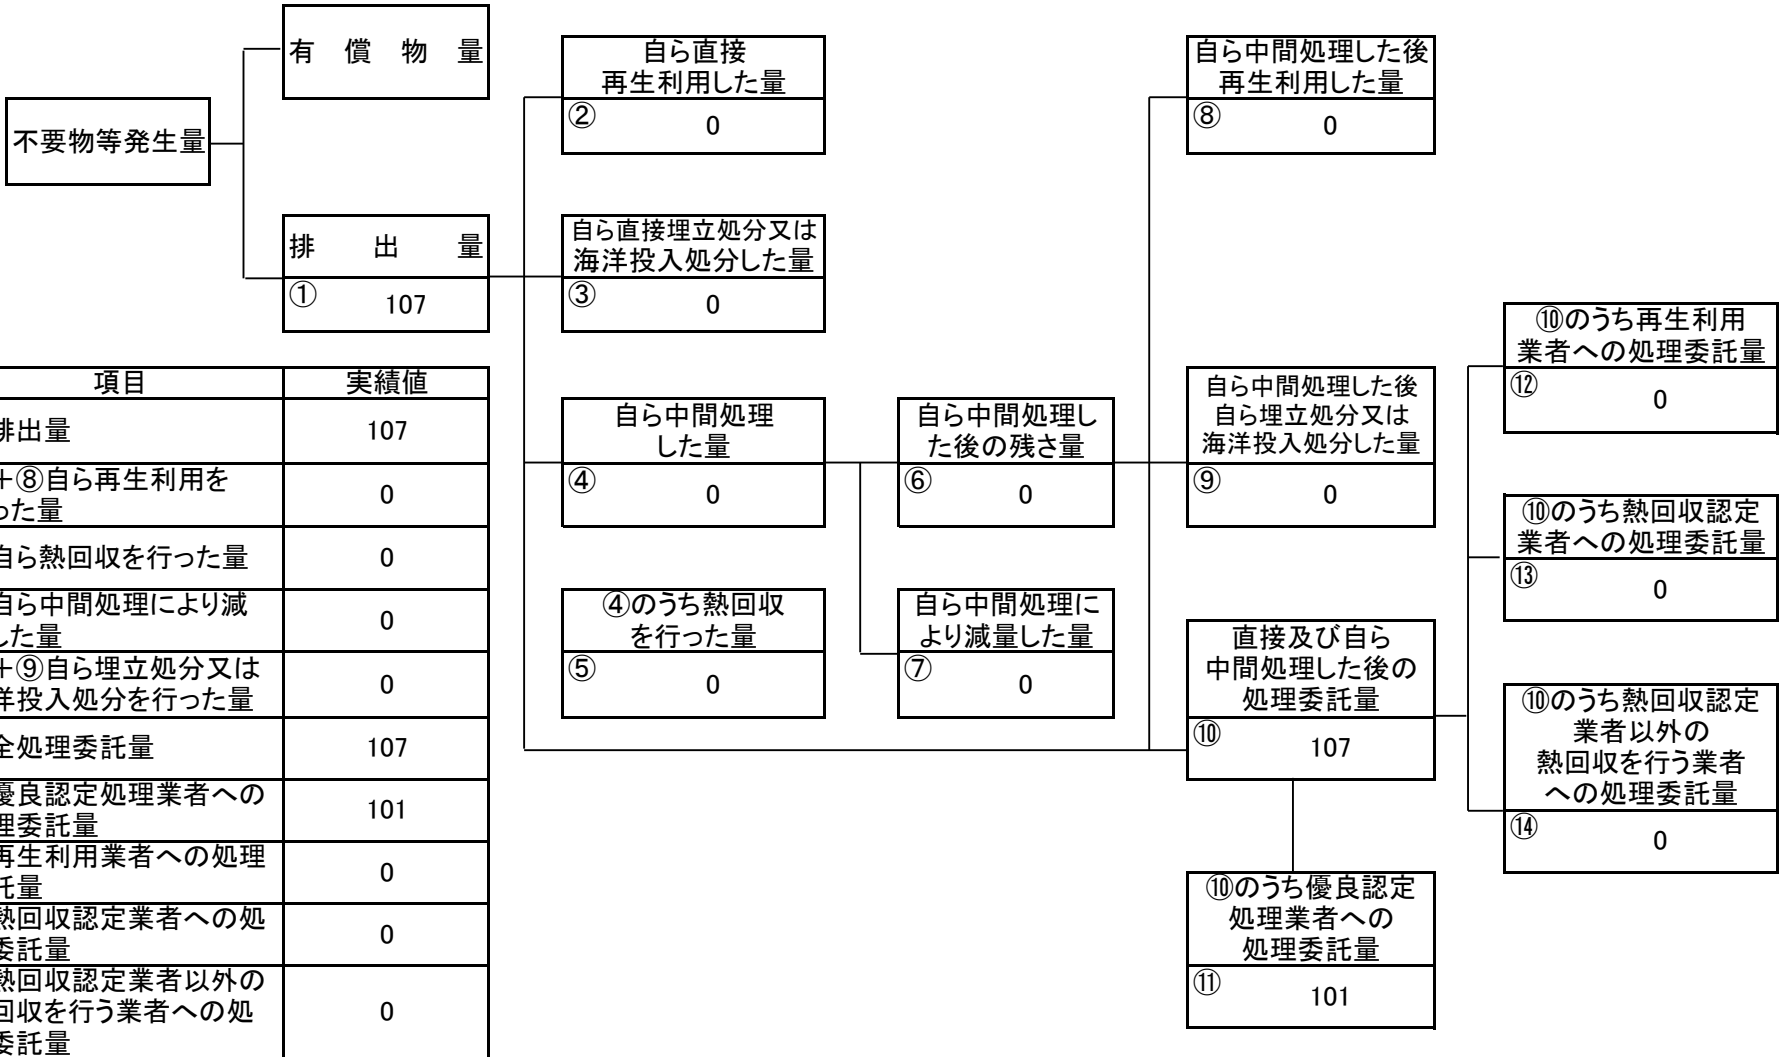 有償物量
不要物等発生量
排出量
① 107
自ら直接
再生利用した量
② 0
自ら直接埋立処分又は
海洋投入処分した量
③ 0
自ら中間処理
した量
④ 0
④のうち熱回収
を行った量
⑤ 0
自ら中間処理し
た後の残さ量
⑥ 0
自ら中間処理に
より減量した量
⑦ 0
自ら中間処理した後
再生利用した量
⑧ 0
自ら中間処理した後
自ら埋立処分又は
海洋投入処分した量
⑨ 0
直接及び自ら
中間処理した後の
処理委託量
⑩ 107
⑩のうち優良認定
処理業者への
処理委託量
⑪ 101
⑩のうち再生利用
業者への処理委託量
⑫ 0
⑩のうち熱回収認定
業者への処理委託量
⑬ 0
⑩のうち熱回収認定
業者以外の
熱回収を行う業者
への処理委託量
⑭ 0
項目 実績値
排出量 107
+⑧自ら再生利用を
った量 0
自ら熱回収を行った量 0
自ら中間処理により減
した量 0
+⑨自ら埋立処分又は
洋投入処分を行った量 0
全処理委託量 107
優良認定処理業者への
理委託量 101
再生利用業者への処理
託量 0
熱回収認定業者への処
委託量 0
熱回収認定業者以外の
回収を行う業者への処
委託量 0